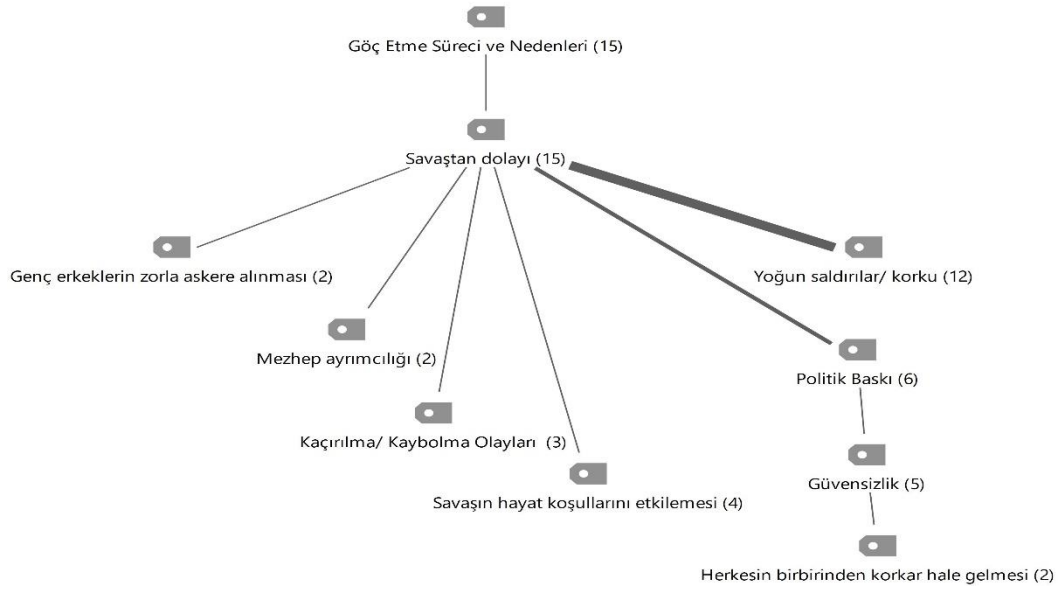 Göç Etme Süreci ve Nedenleri (15)
Savaştan dolayı (15)
Genç erkeklerin zorla askere alınması (2)
Yoğun saldırılar/ korku (12)
Mezhep ayrımcılığı (2)
Politik Baskı (6)
Kaçırılma/ Kaybolma Olayları (3)
Savaşın hayat koşullarını etkilemesi (4)
Güvensizlik (5)
Herkesin birbirinden korkar hale gelmesi (2)